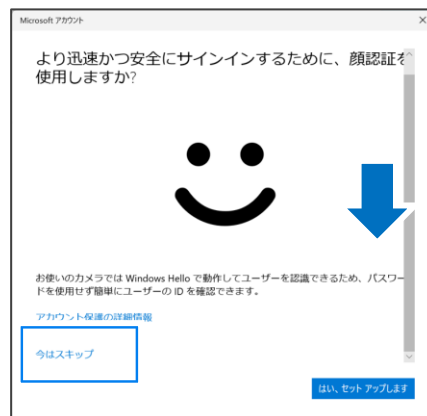 Microsoft アカウント
より迅速かつ安全にサインインするために、顔認証を
使用しますか?
お使いのカメラでは Windows Hello で動作してユーザーを認識できるため、パスワー
ドを使用せず簡単にユーザーの ID を確認できます。
アカウント保護の詳細情報
今はスキップ
はい、セット アップします